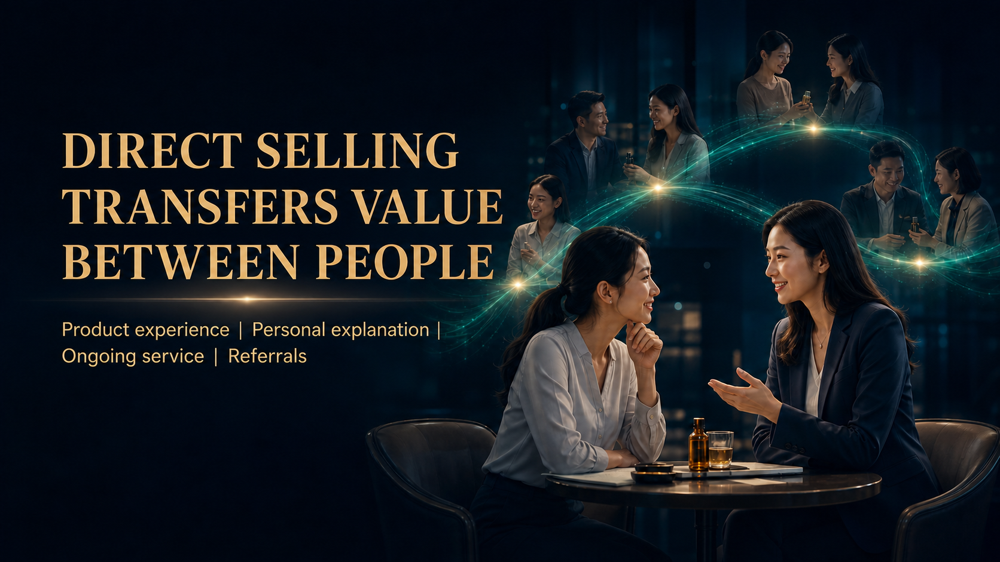 DIRECT SELLING
TRANSFERS VALUE
BETWEEN PEOPLE
Product experience | Personal explanation |
Ongoing service | Referrals